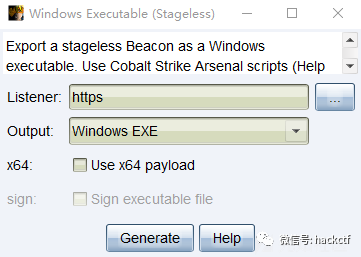 Windows Executable (Stageless)
Export a stageless Beacon as a Windows
executable. Use Cobalt Strike Arsenal scripts (Help
Listener: https ...
Output: Windows EXE
x64: Use x64 payload
sign: Sign executable file
Generate Help
微信号: hackctf